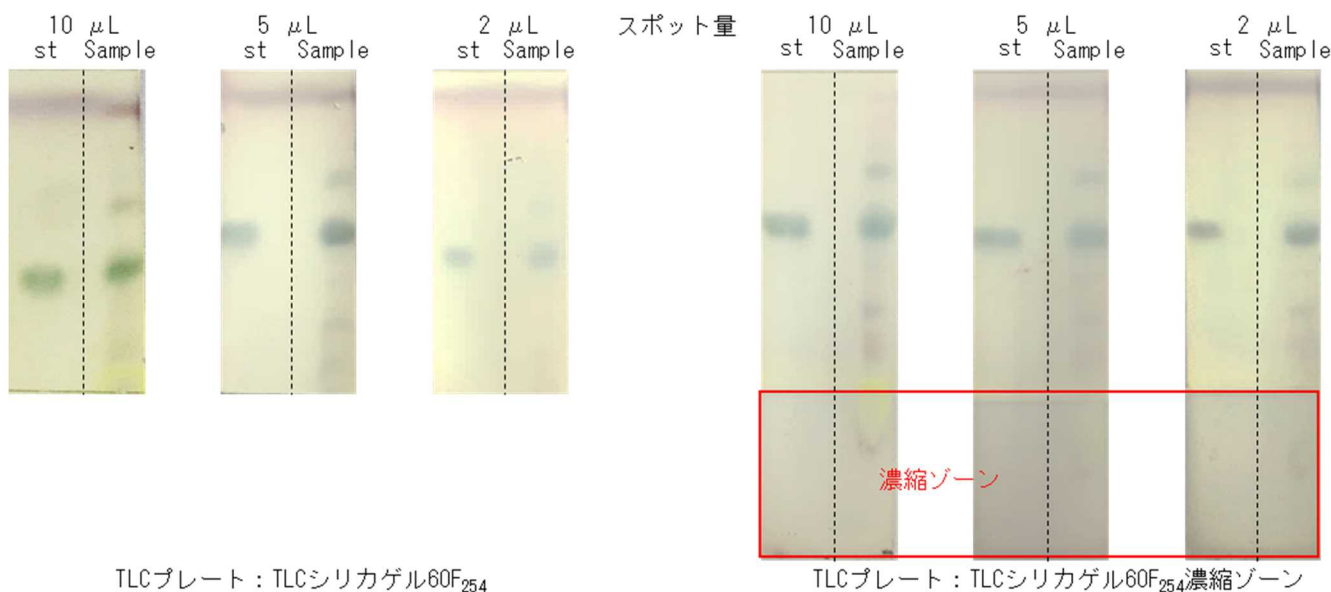 10 μL 5 μL 2 μL スポット量 10 μL 5 μL 2 μL
st Sample st Sample st Sample st Sample st Sample st Sample
濃縮ゾーン
TLCプレート：TLCシリカゲル60F254 TLCプレート：TLCシリカゲル60F254濃縮ゾーン